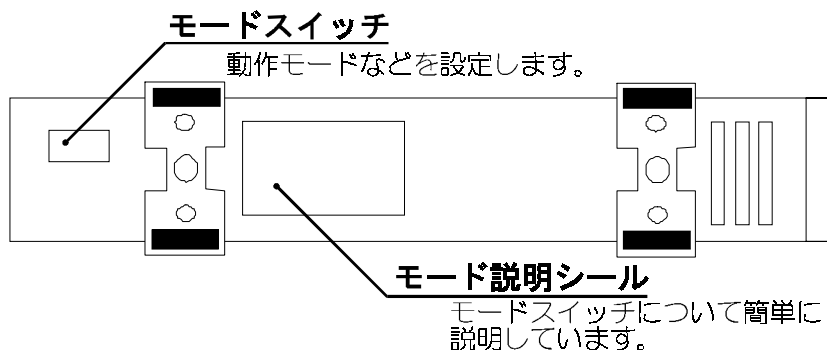 モードスイッチ
動作モードなどを設定します。
モード説明シール
モードスイッチについて簡単に
説明しています。